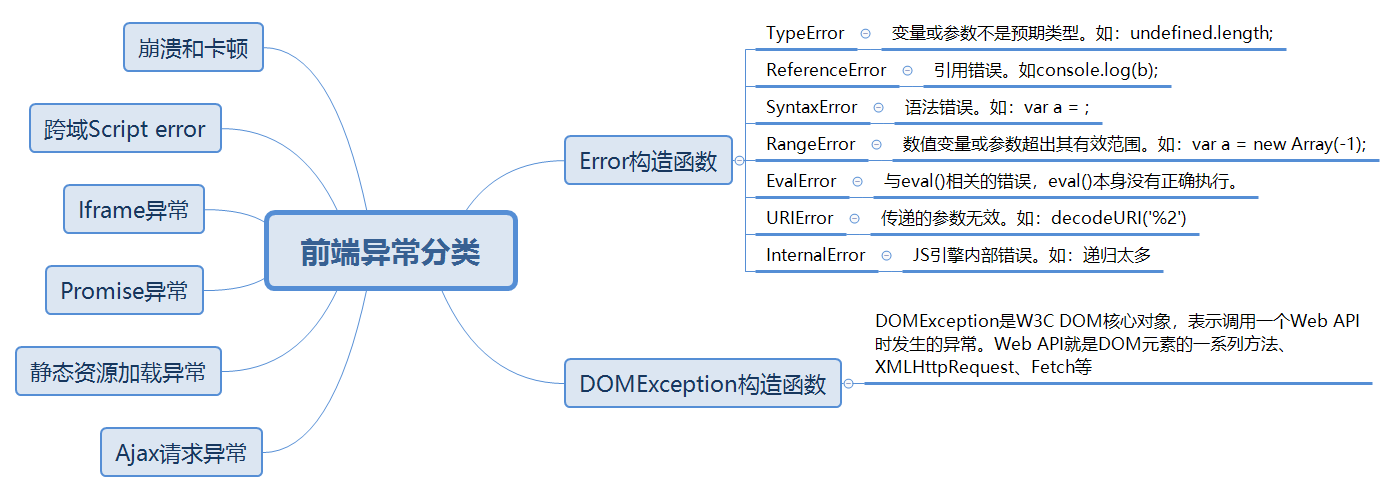 前端异常分类
Error构造函数
TypeError
变量或参数不是预期类型。如：undefined.length;
ReferenceError
引用错误。如console.log(b);
SyntaxError
语法错误。如：var a = ;
RangeError
数值变量或参数超出其有效范围。如：var a = new Array(-1);
EvalError
与eval()相关的错误，eval()本身没有正确执行。
URIError
传递的参数无效。如：decodeURI('%2')
InternalError
JS引擎内部错误。如：递归太多
DOMException构造函数
DOMException是W3C DOM核心对象，表示调用一个Web API
时发生的异常。Web API就是DOM元素的一系列方法、
XMLHttpRequest、Fetch等
崩溃和卡顿
跨域Script error
Iframe异常
Promise异常
静态资源加载异常
Ajax请求异常